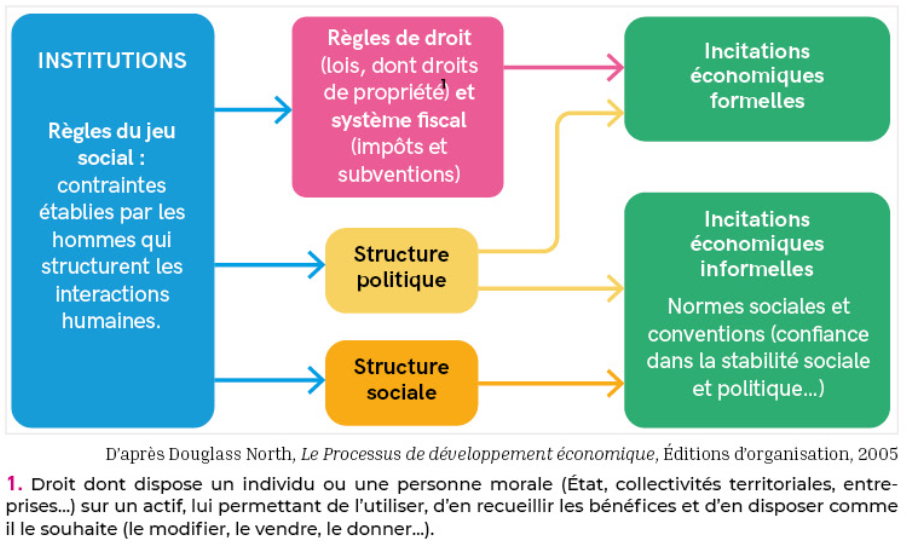 INSTITUTIONS
Règles du jeu
social :
contraintes
établies par les
hommes qui
structurent les
interactions
humaines.
Règles de droit
(lois, dont droits
de propriété1) et
système fiscal
(impôts et
subventions)
Structure
politique
Structure
sociale
Incitations
économiques
formelles
Incitations
économiques
informelles
Normes sociales et
conventions (confiance
dans la stabilité sociale
et politique...)
D'après Douglass North, Le Processus de développement économique, Éditions d'organisation, 2005
1. Droit dont dispose un individu ou une personne morale (État, collectivités territoriales, entre-
prises...) sur un actif, lui permettant de l'utiliser, d'en recueillir les bénéfices et d'en disposer comme
il le souhaite (le modifier, le vendre, le donner...).